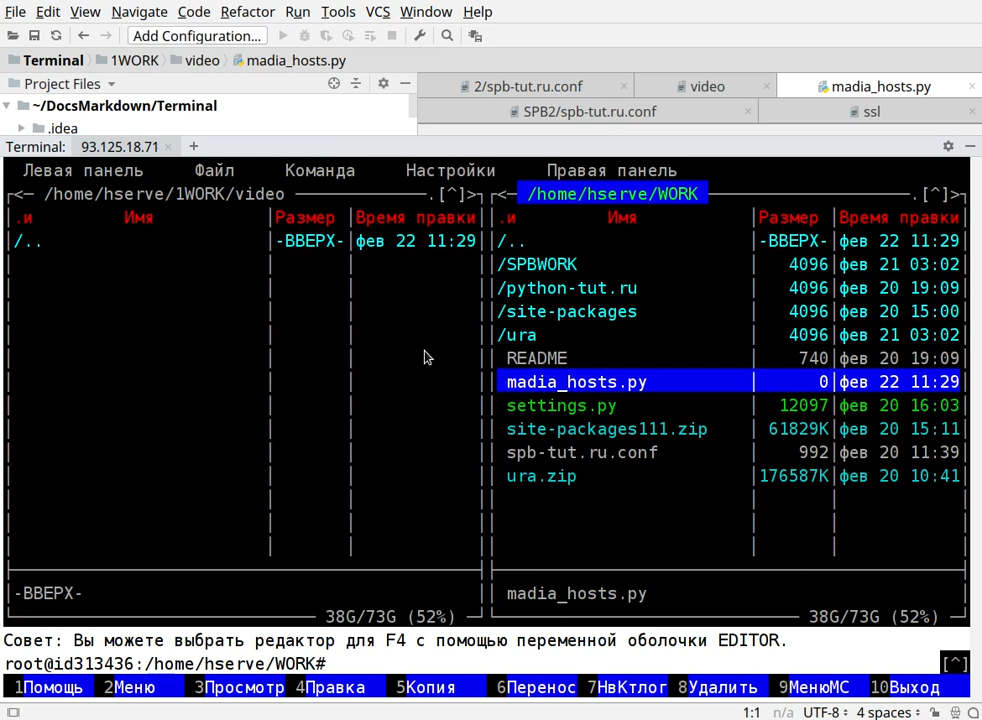 File Edit View Navigate Code Refactor Run Tools VCS Window Help
Add Configuration...
Terminal 1WORK video madia_hosts.py
Project Files
2/spb-tut.ru.conf video madia_hosts.py
~/DocsMarkdown/Terminal
SPB2/spb-tut.ru.conf ssl
.idea
Terminal: 93.125.18.71 +
Левая панель Файл Команда Настройки Правая панель
<─ /home/hserve/1WORK/video .[^]> <─ /home/hserve/WORK .[^]>
.и Имя Размер Время правки .и Имя Размер Время правки
/.. -ВВЕРХ- фев 22 11:29 /.. -ВВЕРХ- фев 22 11:29
/SPBWORK 4096 фев 21 03:02
/python-tut.ru 4096 фев 20 19:09
/site-packages 4096 фев 20 15:00
/ura 4096 фев 21 03:02
README 740 фев 20 19:09
madia_hosts.py 0 фев 22 11:29
settings.py 12097 фев 20 16:03
site-packages111.zip 61829K фев 20 15:11
spb-tut.ru.conf 992 фев 20 11:39
ura.zip 176587K фев 20 10:41
-ВВЕРХ- madia_hosts.py
38G/73G (52%) 38G/73G (52%)
Совет: Вы можете выбрать редактор для F4 с помощью переменной оболочки EDITOR.
root@id313436:/home/hserve/WORK# [^]
1Помощь 2Меню 3Просмотр 4Правка 5Копия 6Перенос 7НвКтлог 8Удалить 9МенюМС 10Выход
1:1 n/a UTF-8 4 spaces